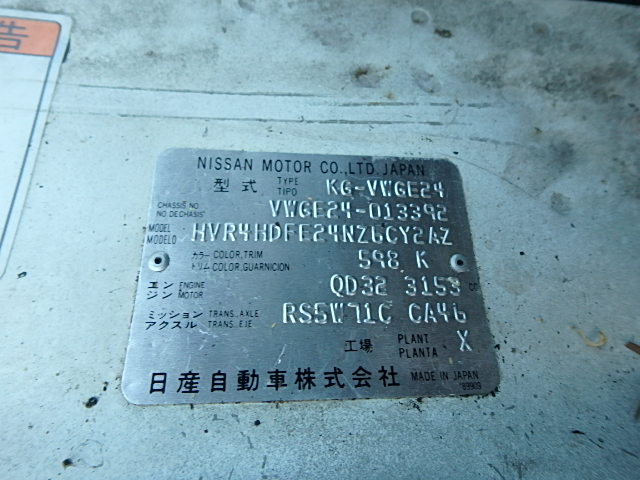 告
NISSAN MOTOR CO.,LTD.JAPAN
型式 TYPE TIPO KG-VWGE24
CHASSIS NO NO DE CHASIS VWGE24-013392
MODEL MODELO HVR4HDFE24NZ6CY2AZ
カラー COLOR,TRIM トリム COLOR,GUARNICION 598 K
エンジン ENGINE MOTOR QD32 3153 cc
ミッション TRANS.,AXLE アクスル TRANS.,EJE RS5W71C CA46
工場 PLANT PLANTA X
日産自動車株式会社 MADE IN JAPAN